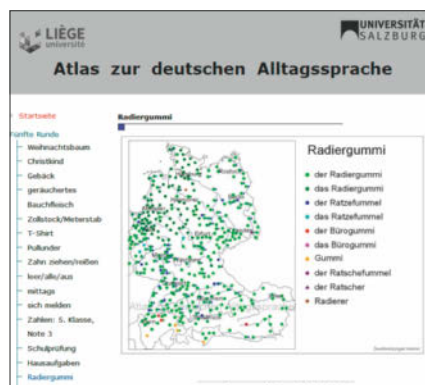 LIÈGE
université
UNIVERSITÄT
SALZBURG
Atlas zur deutschen Alltagssprache
Startseite
Fünfte Runde
Weihnachtsbaum
Christkind
Gebäck
geräuchertes
Bauchfleisch
Zollstock/Meterstab
T-Shirt
Pullunder
Zahn ziehen/reißen
leer/alle/aus
mittags
sich melden
Zahlen: 5. Klasse,
Note 3
Schulprüfung
Hausaufgaben
Radiergummi
Radiergummi
Radiergummi
der Radiergummi
das Radiergummi
der Ratzefummel
das Ratzefummel
der Bürogummi
das Bürogummi
Gummi
der Ratschefummel
der Ratscher
Radierer